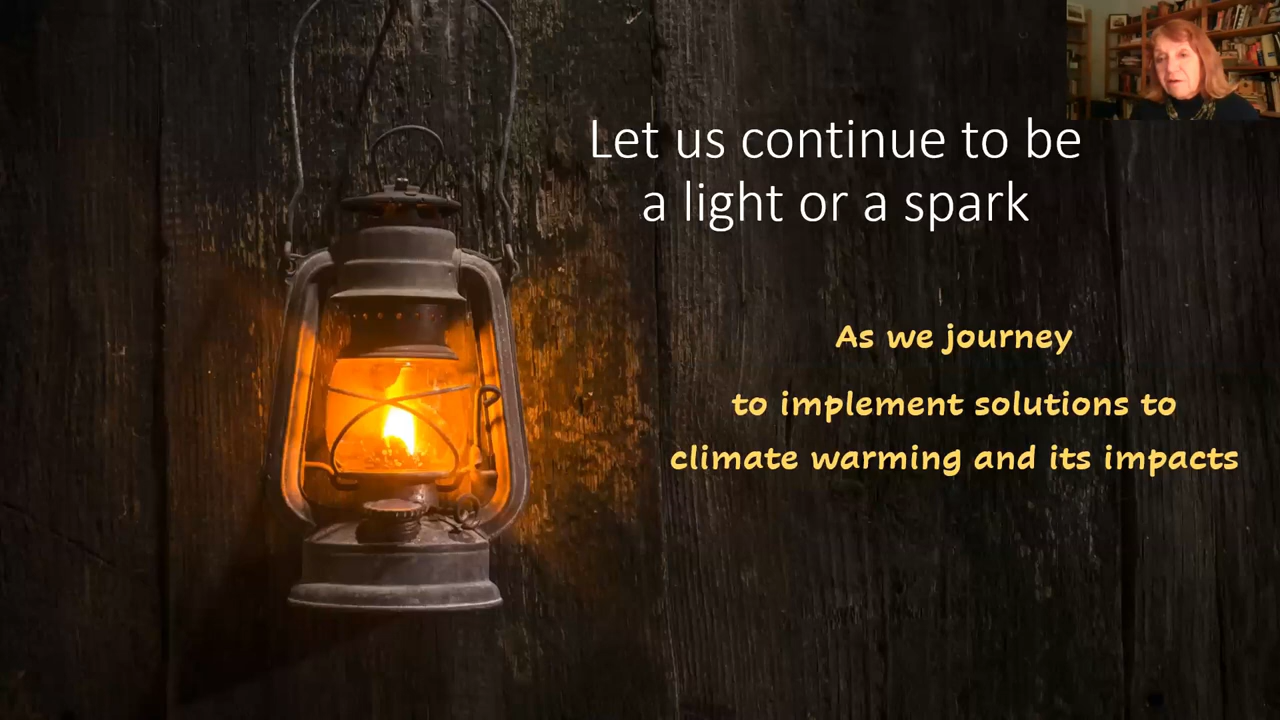 Let us continue to be
a light or a spark
As we journey
to implement solutions to
climate warming and its impacts